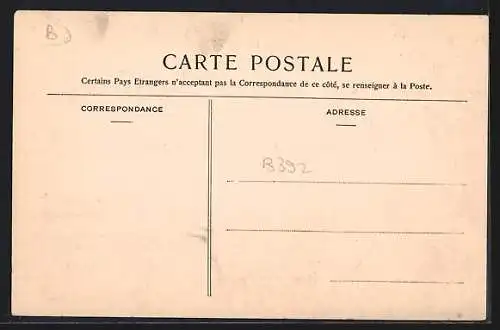 CARTE POSTALE
Certains Pays Etrangers n'acceptant pas la Correspondance de ce côté, se renseigner à la Poste.
CORRESPONDANCE
ADRESSE
B392